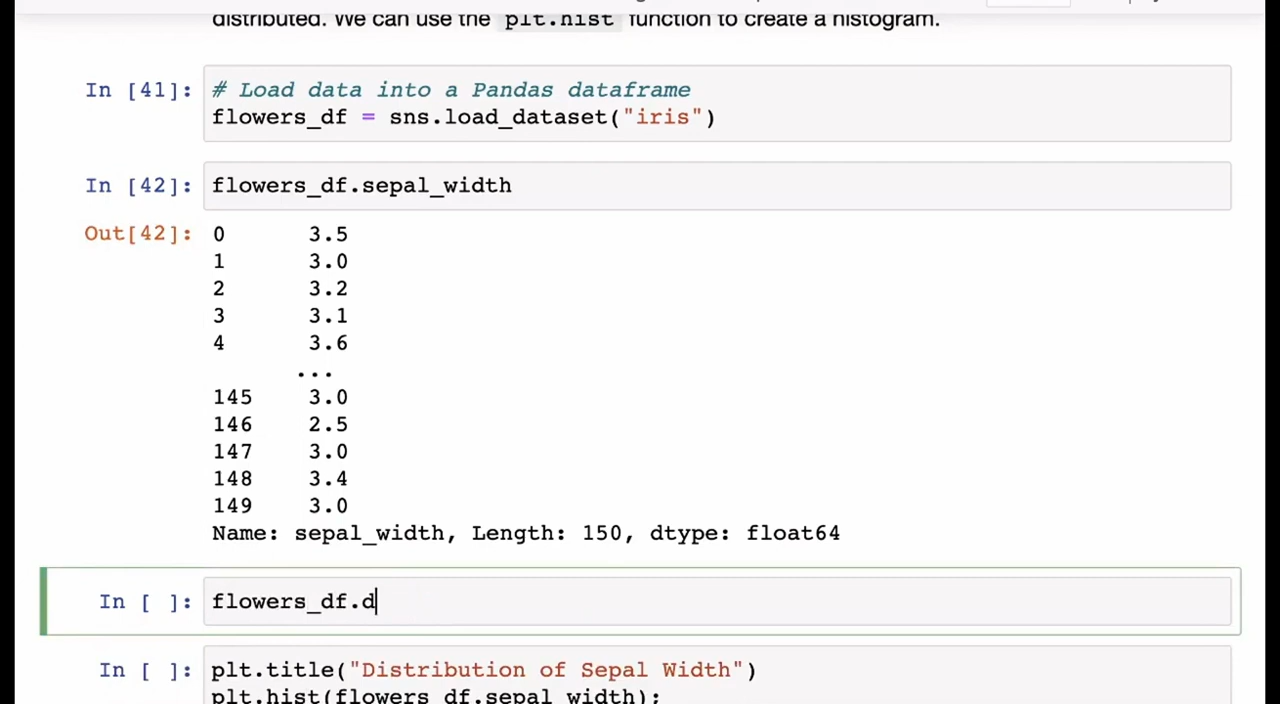 distributed. We can use the plt.hist function to create a histogram.
In [41]: # Load data into a Pandas dataframe
flowers_df = sns.load_dataset("iris")
In [42]: flowers_df.sepal_width
Out[42]: 0 3.5
1 3.0
2 3.2
3 3.1
4 3.6
...
145 3.0
146 2.5
147 3.0
148 3.4
149 3.0
Name: sepal_width, Length: 150, dtype: float64
In [ ]: flowers_df.d
In [ ]: plt.title("Distribution of Sepal Width")
plt.hist(flowers_df.sepal_width);